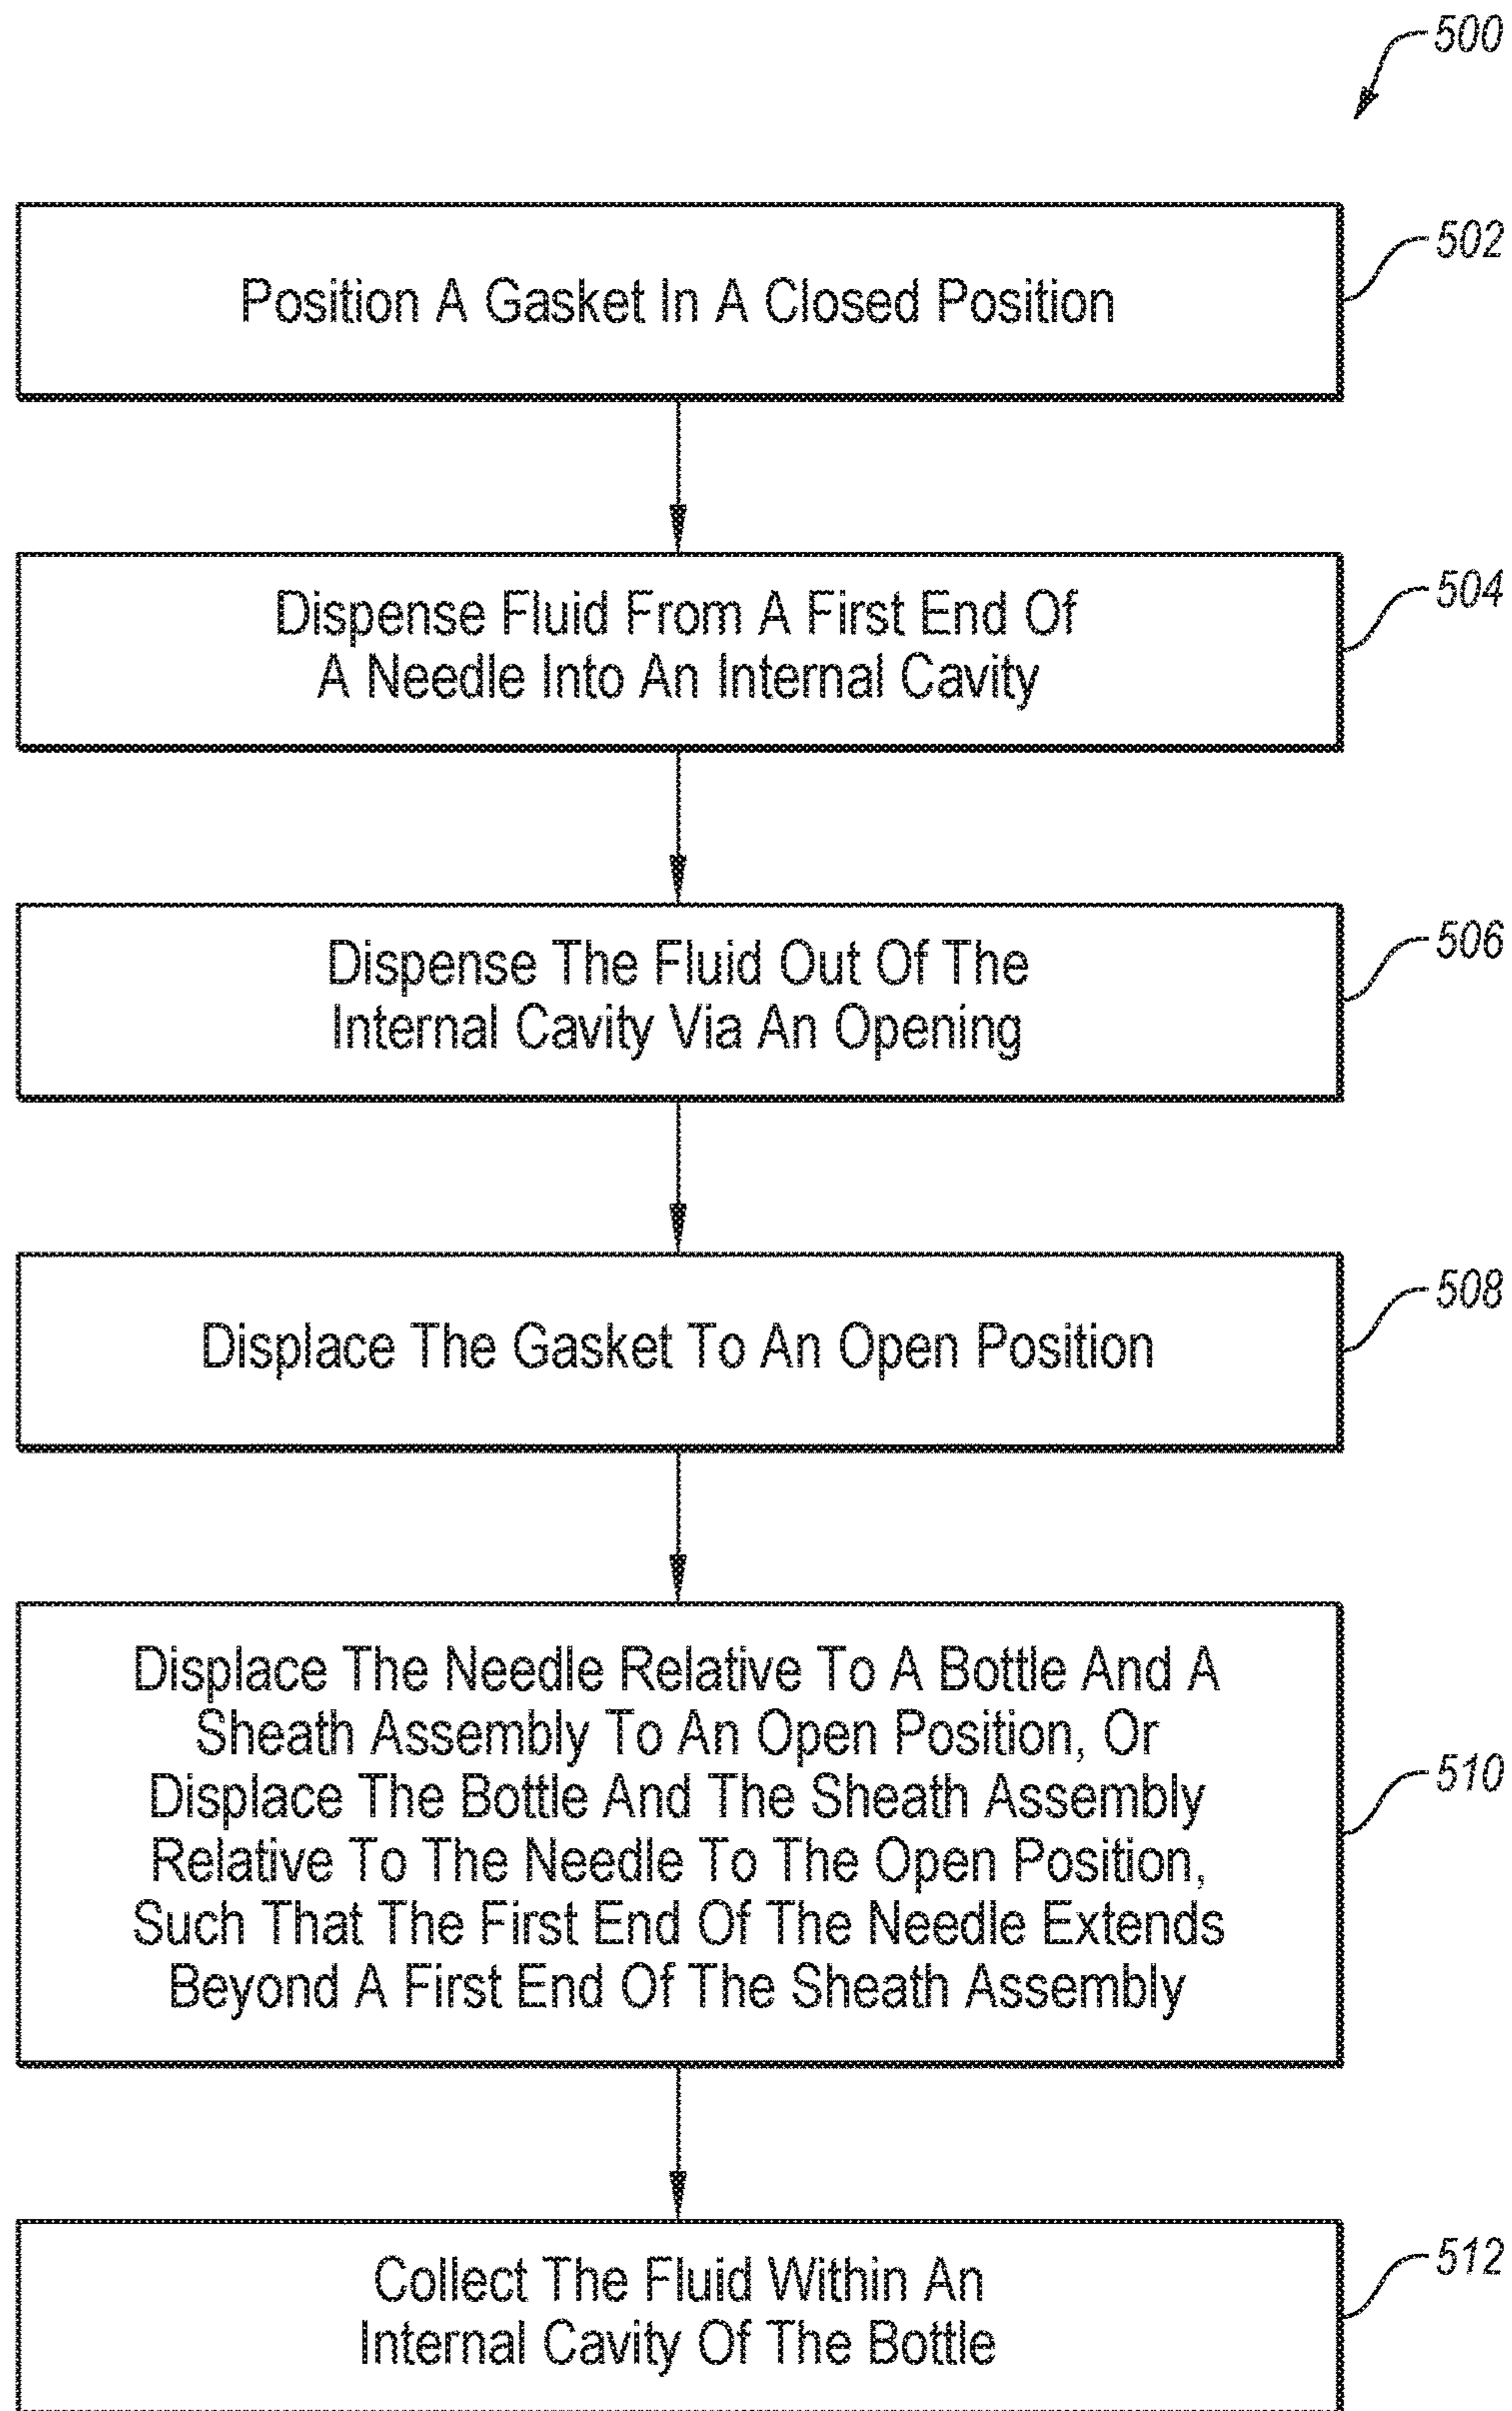 500
Position A Gasket In A Closed Position
502
Dispense Fluid From A First End Of
A Needle Into An Internal Cavity
504
Dispense The Fluid Out Of The
Internal Cavity Via An Opening
506
Displace The Gasket To An Open Position
508
Displace The Needle Relative To A Bottle And A
Sheath Assembly To An Open Position, Or
Displace The Bottle And The Sheath Assembly
Relative To The Needle To The Open Position,
Such That The First End Of The Needle Extends
Beyond A First End Of The Sheath Assembly
510
Collect The Fluid Within An
Internal Cavity Of The Bottle
512